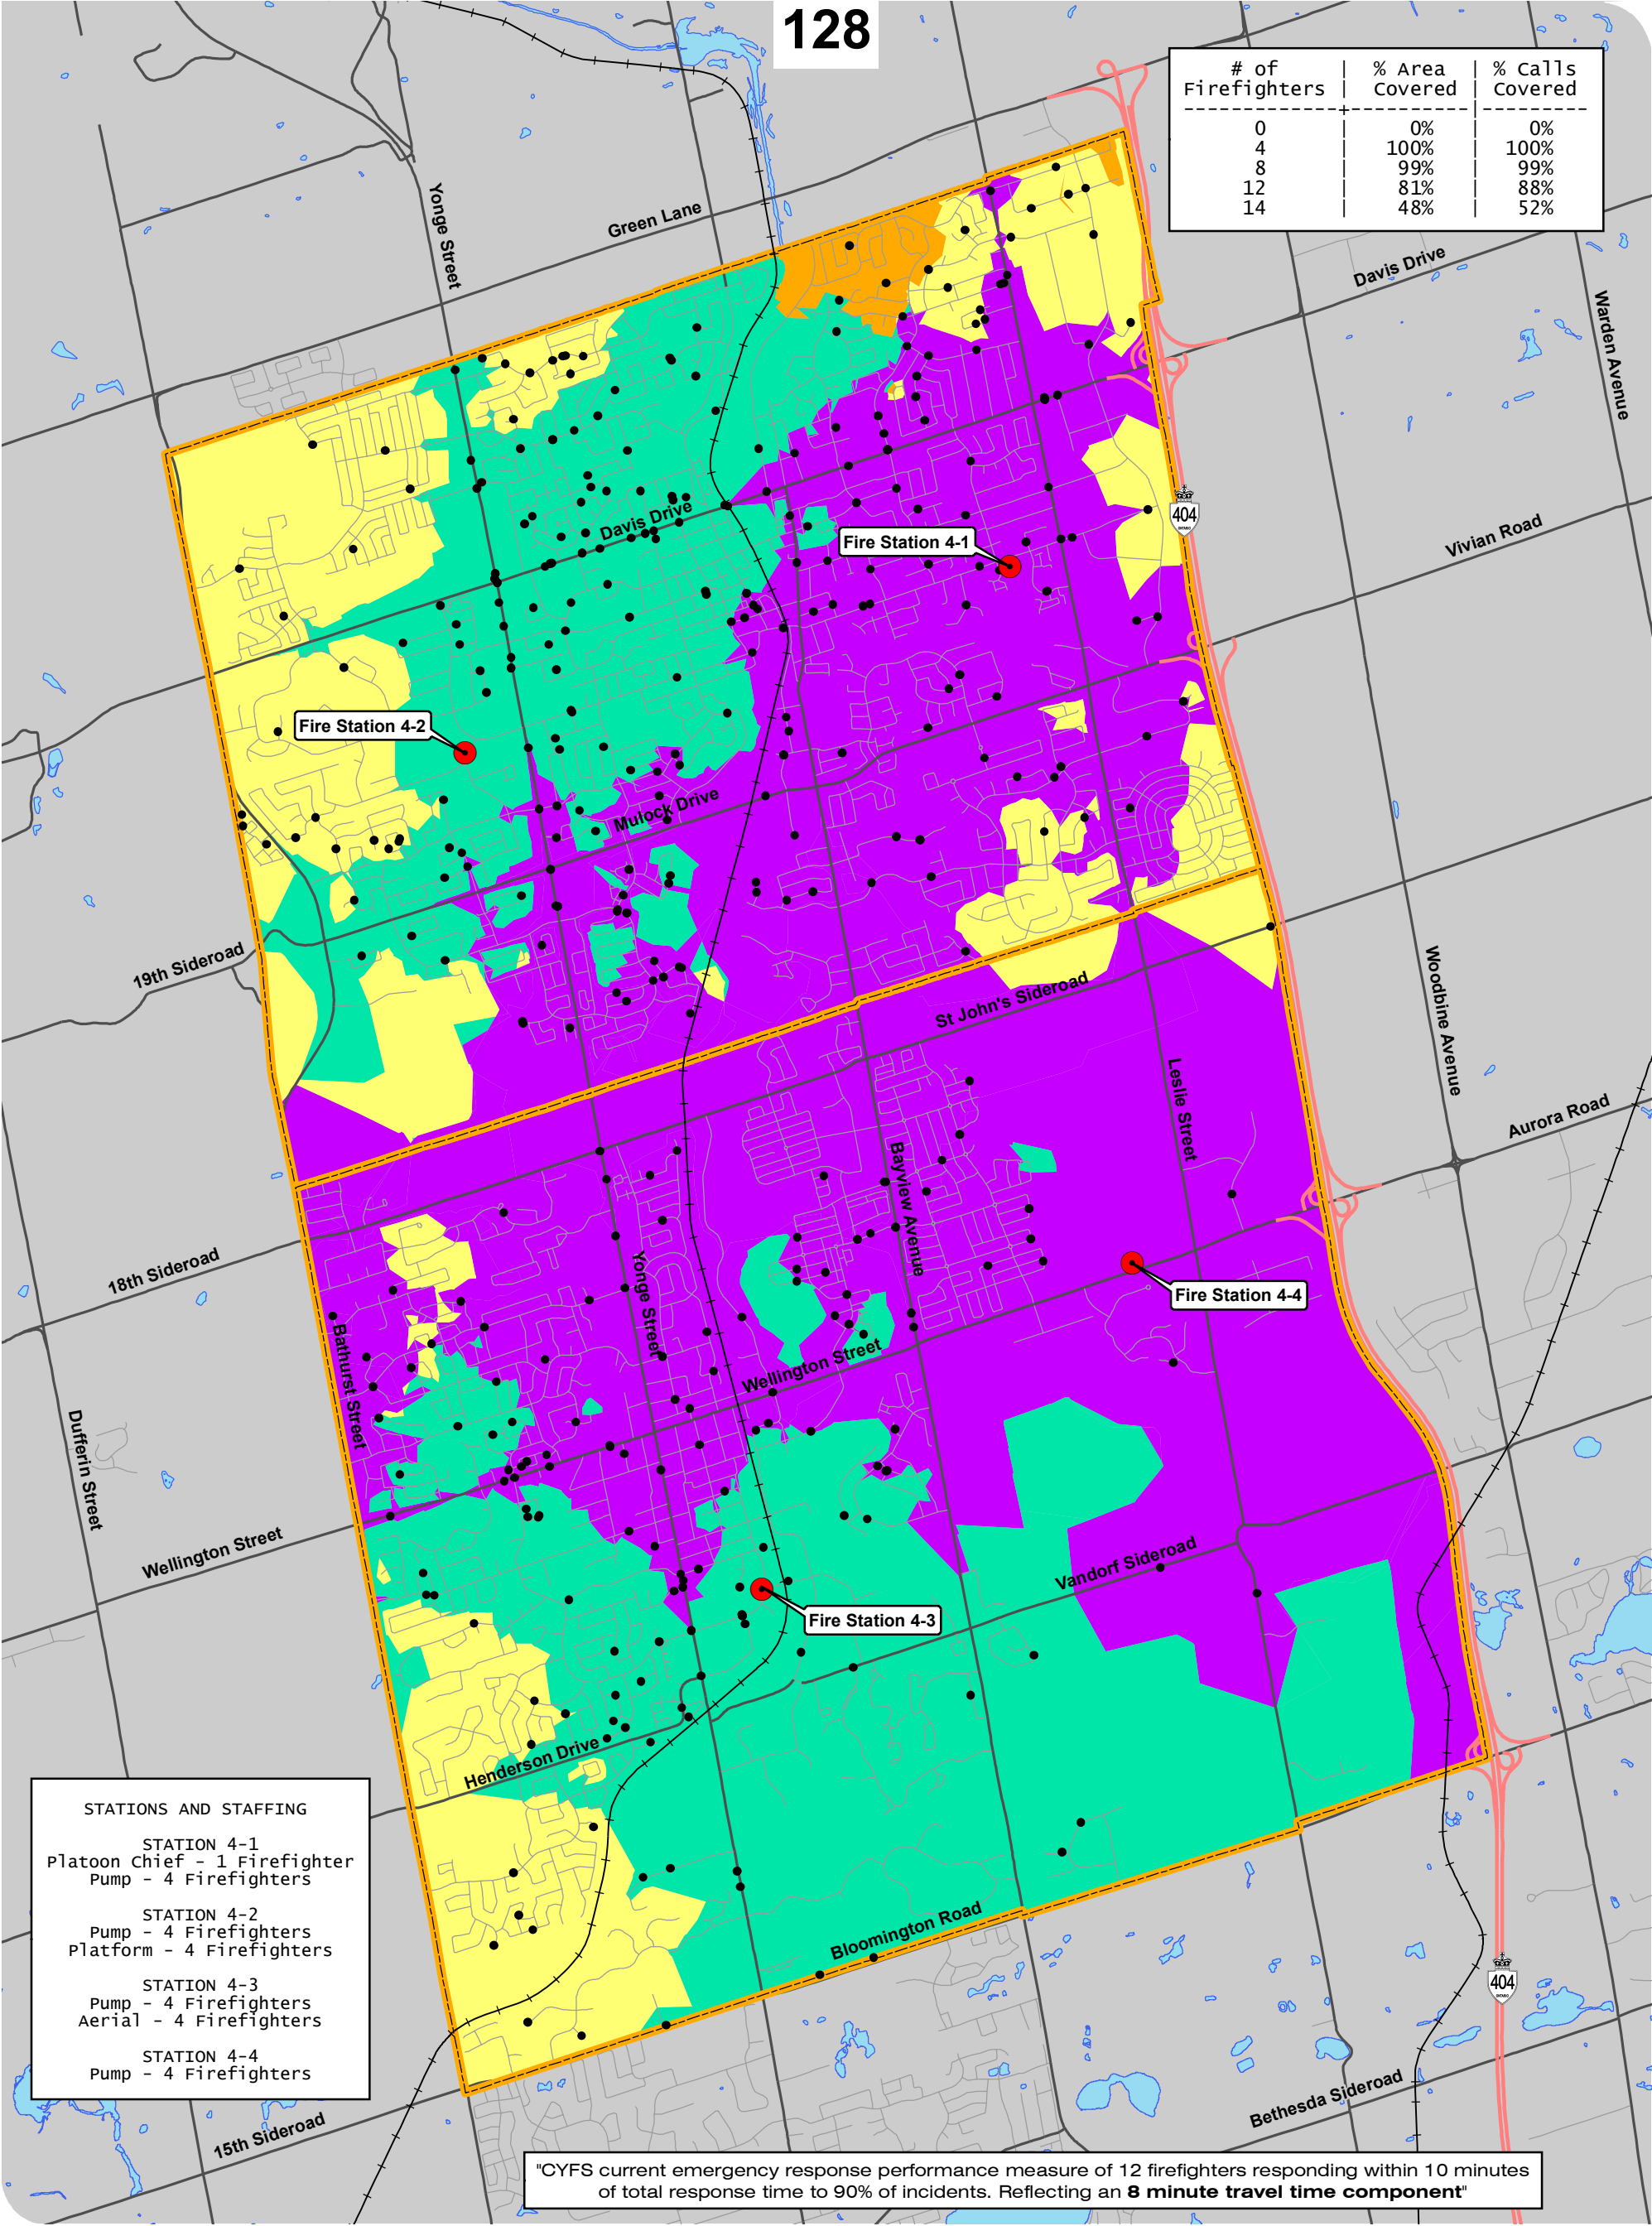 128
# of | % Area | % Calls
Firefighters | Covered | Covered
0 | 0% | 0%
4 | 100% | 100%
8 | 99% | 99%
12 | 81% | 88%
14 | 48% | 52%
Yonge Street
Green Lane
Davis Drive
Warden Avenue
404
ONTARIO
Vivian Road
Davis Drive
Fire Station 4-1
Fire Station 4-2
Mulock Drive
19th Sideroad
St John's Sideroad
Woodbine Avenue
Leslie Street
Aurora Road
Bayview Avenue
18th Sideroad
Yonge Street
Fire Station 4-4
Bathurst Street
Wellington Street
Dufferin Street
Wellington Street
Vandorf Sideroad
Fire Station 4-3
Henderson Drive
STATIONS AND STAFFING
STATION 4-1
Platoon Chief - 1 Firefighter
Pump - 4 Firefighters
STATION 4-2
Pump - 4 Firefighters
Platform - 4 Firefighters
STATION 4-3
Pump - 4 Firefighters
Aerial - 4 Firefighters
STATION 4-4
Pump - 4 Firefighters
Bloomington Road
404
ONTARIO
Bethesda Sideroad
15th Sideroad
"CYFS current emergency response performance measure of 12 firefighters responding within 10 minutes
of total response time to 90% of incidents. Reflecting an 8 minute travel time component"